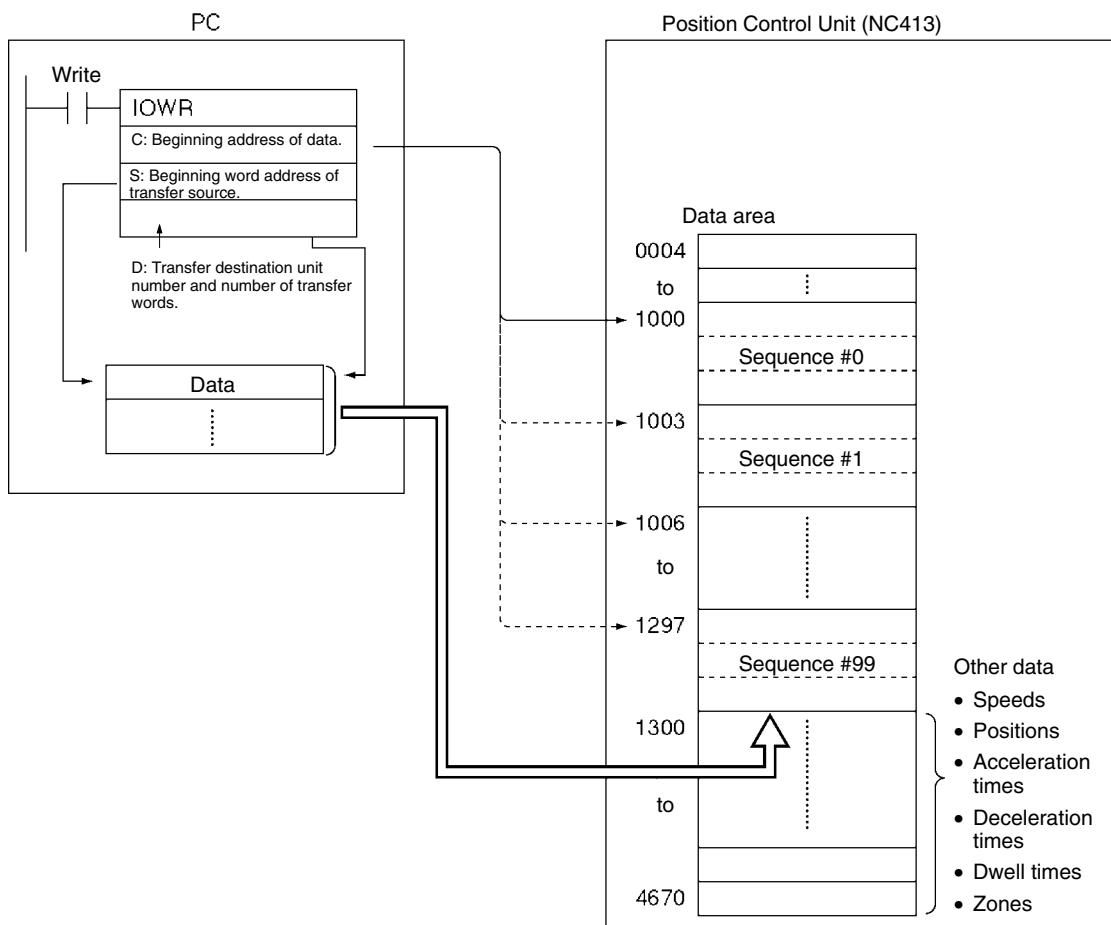 PC
Write
IOWR
C: Beginning address of data.
S: Beginning word address of
transfer source.
D: Transfer destination unit
number and number of transfer
words.
Data
Position Control Unit (NC413)
Data area
0004
to
1000
Sequence #0
1003
Sequence #1
1006
to
1297
Sequence #99
1300
to
4670
Other data
• Speeds
• Positions
• Acceleration
times
• Deceleration
times
• Dwell times
• Zones